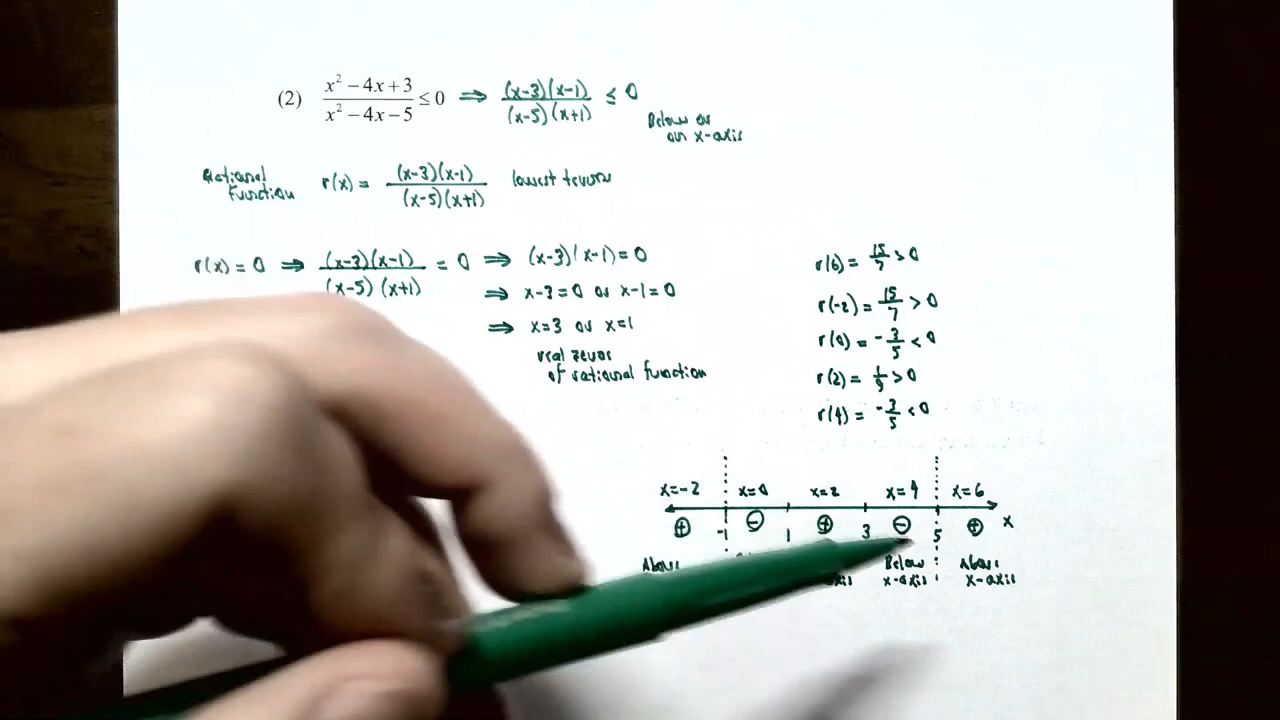 (2) x² − 4x + 3 / x² − 4x − 5 ≤ 0 ⇒ (x-3)(x-1) / (x-5)(x+1) ≤ 0
Below or
on x-axis
Rational
Function
r(x) = (x-3)(x-1) / (x-5)(x+1) lowest terms
r(x) = 0 ⇒ (x-3)(x-1) / (x-5)(x+1) = 0 ⇒ (x-3)(x-1) = 0
⇒ x-3=0 or x-1=0
⇒ x=3 or x=1
real zeros
of rational function
r(6) = 15/7 > 0
r(-2) = 15/7 > 0
r(0) = -3/5 < 0
r(2) = 1/9 > 0
r(4) = -3/5 < 0
x=-2 x=0 x=2 x=4 x=6
⊕ -1 ⊖ 1 ⊕ 3 ⊖ 5 ⊕ x
Above Below Above
x-axis x-axis